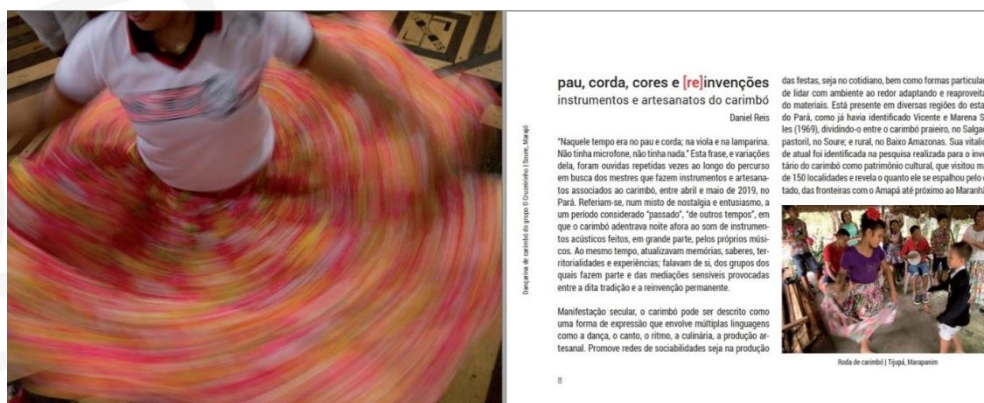 Dançarina de carimbó do grupo O Cruzeirinho | Soure, Marajó
pau, corda, cores e [re]invenções
instrumentos e artesanatos do carimbó
Daniel Reis
"Naquele tempo era no pau e corda; na viola e na lamparina.
Não tinha microfone, não tinha nada." Esta frase, e variações
dela, foram ouvidas repetidas vezes ao longo do percurso
em busca dos mestres que fazem instrumentos e artesana-
tos associados ao carimbó, entre abril e maio de 2019, no
Pará. Referiam-se, num misto de nostalgia e entusiasmo, a
um período considerado "passado", "de outros tempos", em
que o carimbó adentrava noite afora ao som de instrumen-
tos acústicos feitos, em grande parte, pelos próprios músi-
cos. Ao mesmo tempo, atualizavam memórias, saberes, ter-
ritorialidades e experiências; falavam de si, dos grupos dos
quais fazem parte e das mediações sensíveis provocadas
entre a dita tradição e a reinvenção permanente.
Manifestação secular, o carimbó pode ser descrito como
uma forma de expressão que envolve múltiplas linguagens
como a dança, o canto, o ritmo, a culinária, a produção ar-
tesanal. Promove redes de sociabilidades seja na produção
das festas, seja no cotidiano, bem como formas particular
de lidar com ambiente ao redor adaptando e reaproveita
do materiais. Está presente em diversas regiões do esta
do Pará, como já havia identificado Vicente e Marena S
les (1969), dividindo-o entre o carimbó praieiro, no Salga
pastoril, no Soure; e rural, no Baixo Amazonas. Sua vitalid
de atual foi identificada na pesquisa realizada para o inve
tário do carimbó como patrimônio cultural, que visitou m
de 150 localidades e revela o quanto ele se espalhou pelo
tado, das fronteiras com o Amapá até próximo ao Maranh
Roda de carimbó | Tijupá, Marapanim